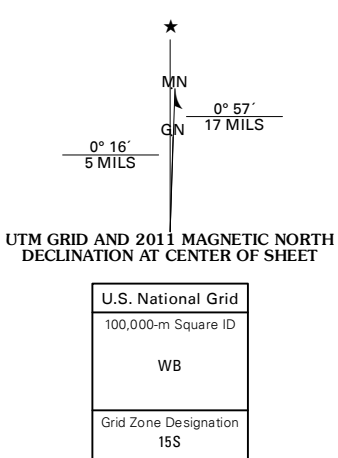 ★
MN
0° 57´
17 MILS
GN
0° 16´
5 MILS
UTM GRID AND 2011 MAGNETIC NORTH
DECLINATION AT CENTER OF SHEET
U.S. National Grid
100,000-m Square ID
WB
Grid Zone Designation
15S